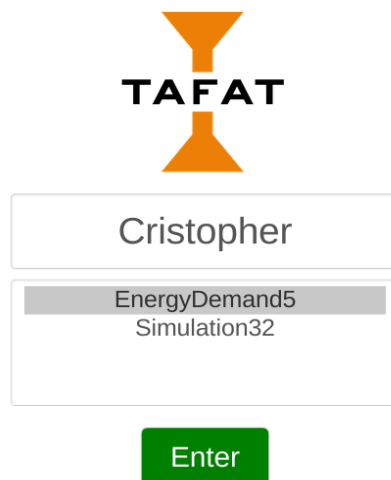 TAFAT
Cristopher
EnergyDemand5
Simulation32
Enter